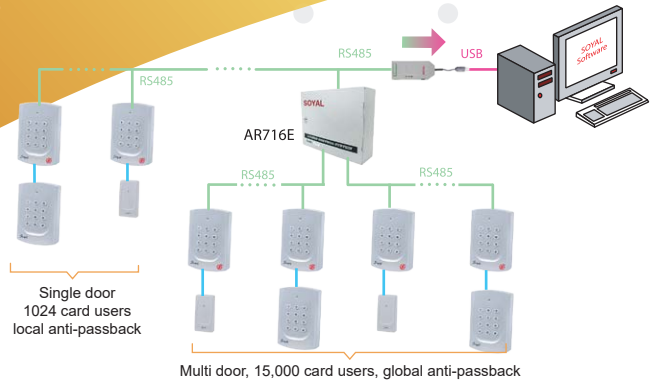 RS485
USB
RS485
SOYAL
Software
SOYAL
AR716E
RS485
RS485
Single door
1024 card users
local anti-passback
Multi door, 15,000 card users, global anti-passback